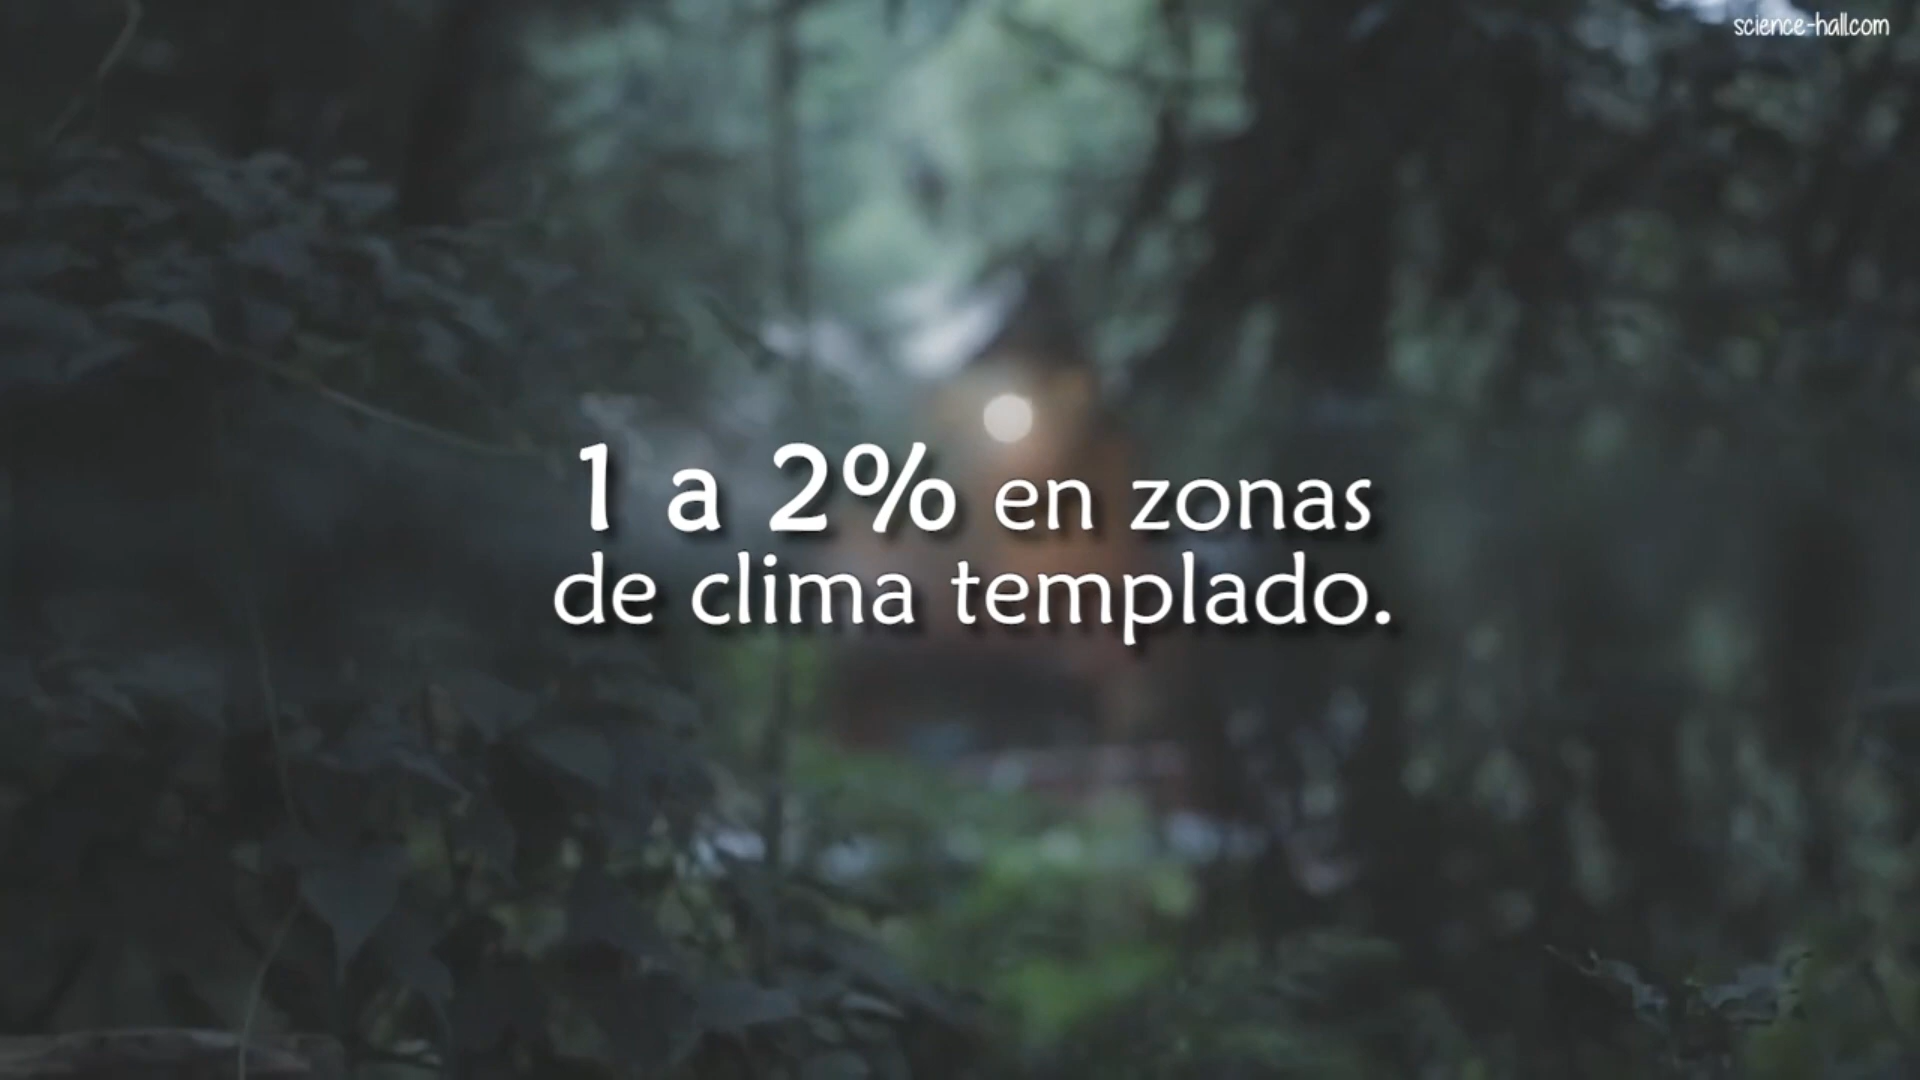 science-hall.com
1 a 2% en zonas
de clima templado.